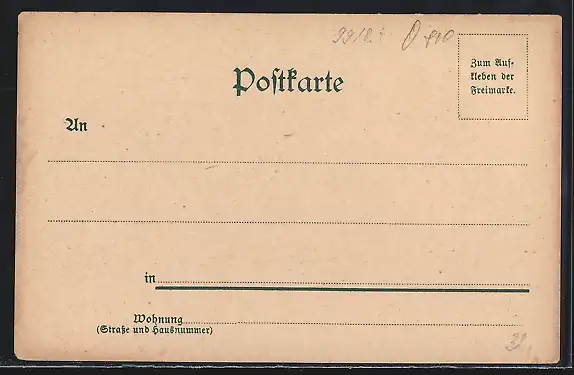 Postkarte
Zum Auf-
kleben der
Freimarke.
An
in
Wohnung
(Straße und Hausnummer)